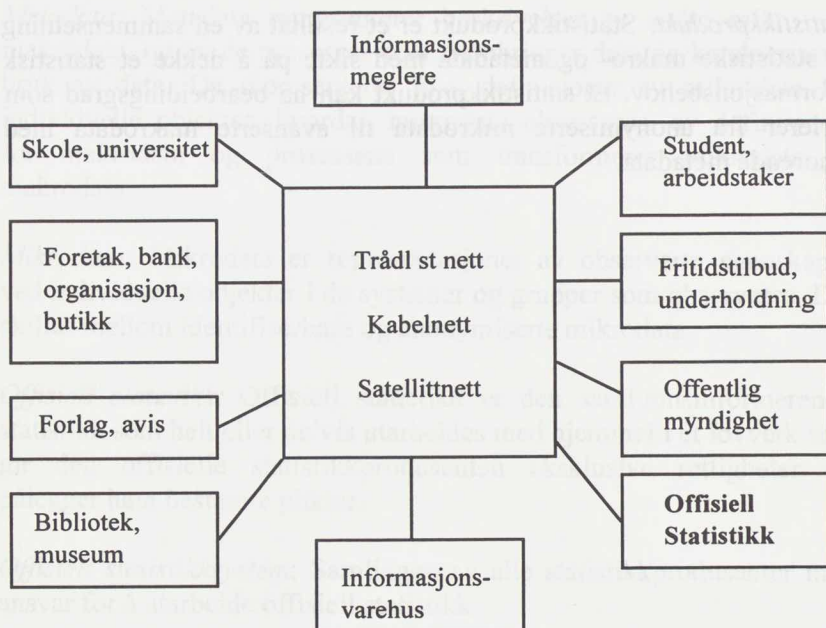 Informasjons-
meglere
Skole, universitet
Student,
arbeidstaker
Foretak, bank,
organisasjon,
butikk
Trådl st nett
Kabelnett
Satellittnett
Fritidstilbud,
underholdning
Forlag, avis
Offentlig
myndighet
Bibliotek,
museum
Offisiell
Statistikk
Informasjons-
varehus